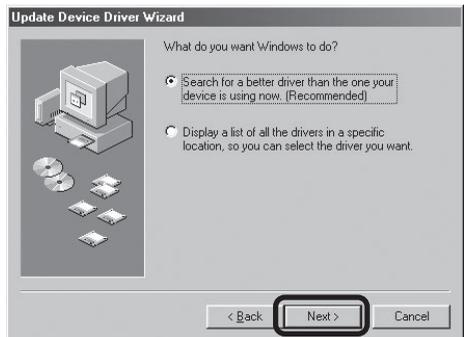 Update Device Driver Wizard
What do you want Windows to do?
Search for a better driver than the one your
device is using now. (Recommended)
Display a list of all the drivers in a specific
location, so you can select the driver you want.
< Back
Next >
Cancel